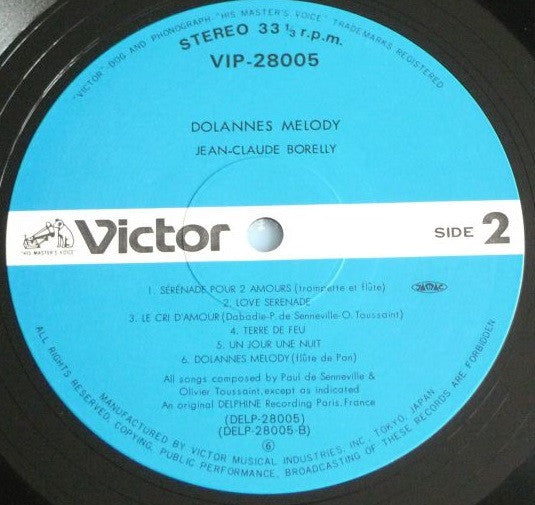 "VICTOR" DOG AND PHONOGRAPH "HIS MASTER'S VOICE" TRADEMARKS REGISTERED
STEREO 33 1/3 r.p.m.
VIP-28005
DOLANNES MELODY
JEAN-CLAUDE BORELLY
"HIS MASTER'S VOICE"
Victor
SIDE 2
1. SÉRÉNADE POUR 2 AMOURS (trompette et flûte)
2. LOVE SERENADE
3. LE CRI D'AMOUR (Dabadie-P. de Senneville-O. Toussaint)
4. TERRE DE FEU
5. UN JOUR UNE NUIT
6. DOLANNES MELODY (flûte de Pan)
All songs composed by Paul de Senneville &
Olivier Toussaint, except as indicated
An original DELPHINE Recording Paris, France
(DELP-28005)
(DELP-28005-B)
6
ALL RIGHTS RESERVED. COPYING, PUBLIC PERFORMANCE, BROADCASTING OF THESE RECORDS ARE FORBIDDEN
MANUFACTURED BY VICTOR MUSICAL INDUSTRIES, INC. TOKYO, JAPAN